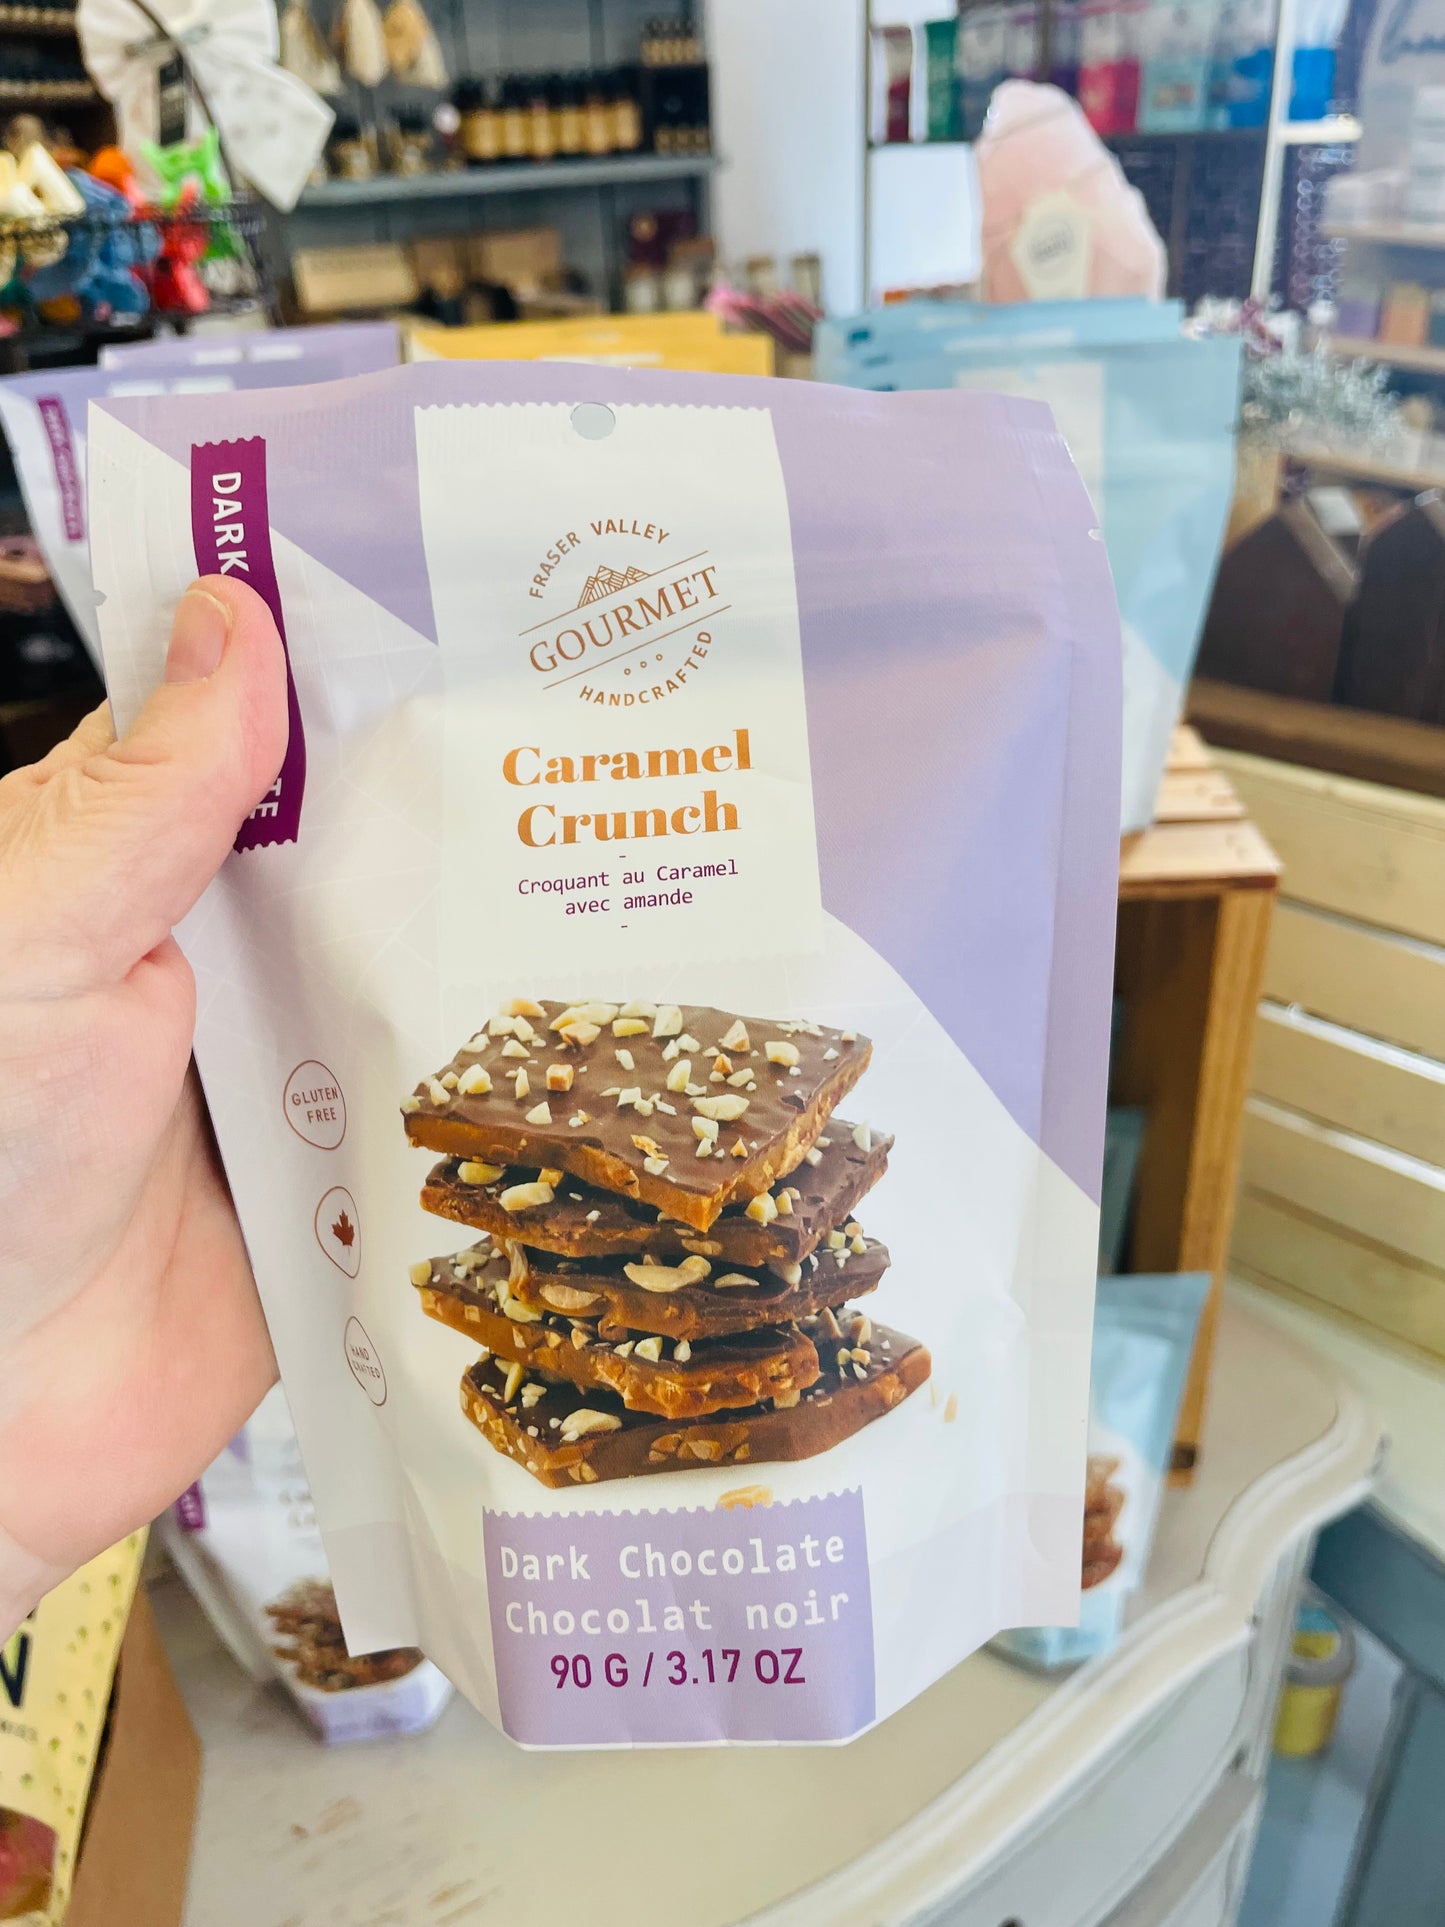 DARK
TE
FRASER VALLEY
GOURMET
HANDCRAFTED
Caramel
Crunch
-
Croquant au Caramel
avec amande
-
GLUTEN
FREE
HAND
CRAFTED
Dark Chocolate
Chocolat noir
90 G / 3.17 OZ